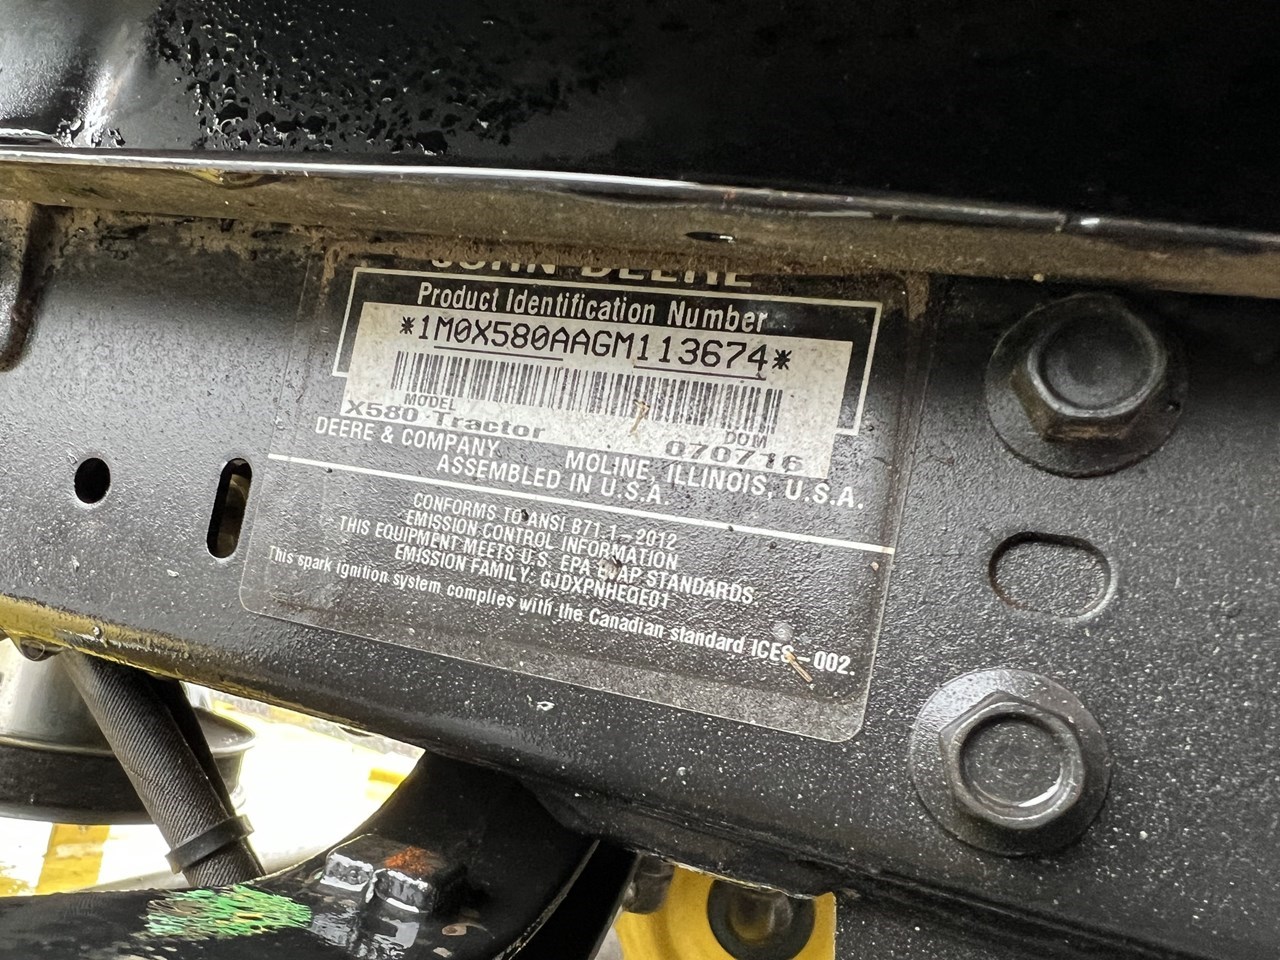 JOHN DEERE
Product Identification Number
*1M0X580AAGM113674*
MODEL
X580 Tractor
DOM
070716
DEERE & COMPANY MOLINE, ILLINOIS, U.S.A.
ASSEMBLED IN U.S.A.
CONFORMS TO ANSI B71.1-2012
EMISSION CONTROL INFORMATION
THIS EQUIPMENT MEETS U.S. EPA EVAP STANDARDS.
EMISSION FAMILY: GJDXPNHEQE01
This spark ignition system complies with the Canadian standard ICES-002.